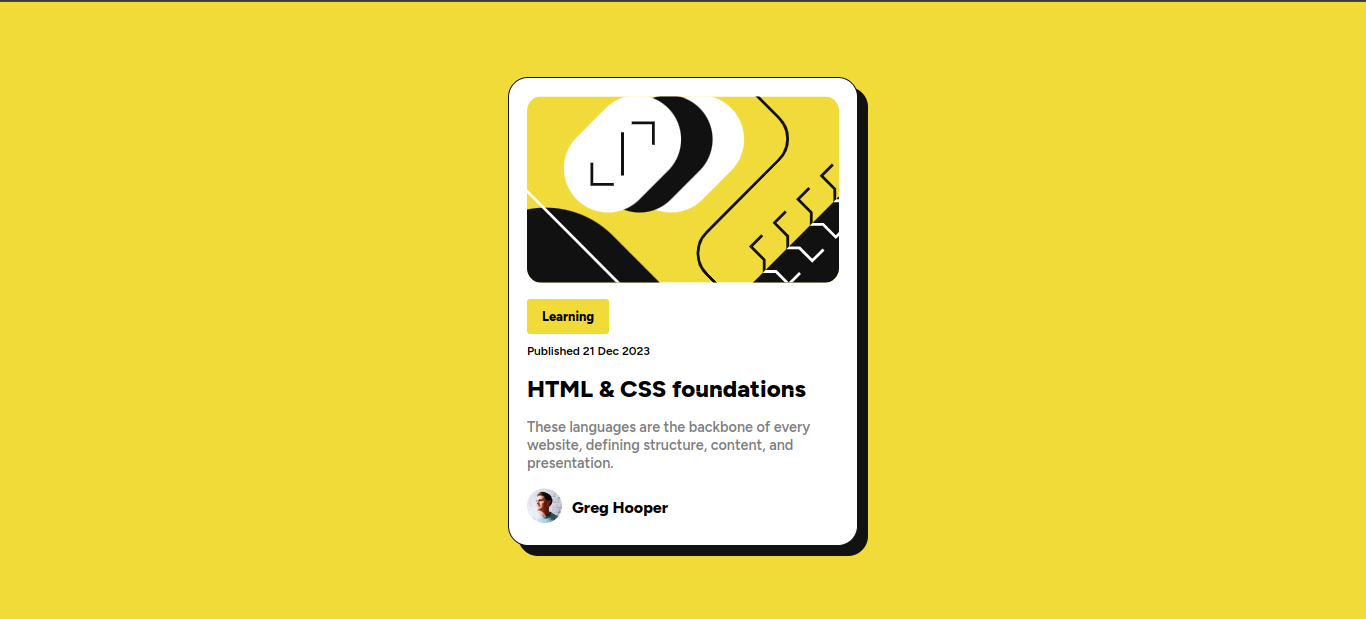 Learning
Published 21 Dec 2023
HTML & CSS foundations
These languages are the backbone of every
website, defining structure, content, and
presentation.
Greg Hooper